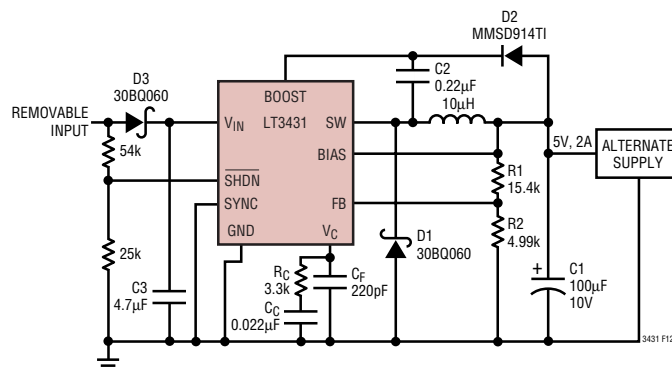 D2
MMSD914TI
D3
30BQ060
C2
0.22µF
10µH
BOOST
REMOVABLE
INPUT
VIN
LT3431
SW
54k
BIAS
5V, 2A
ALTERNATE
SUPPLY
R1
15.4k
SHDN
SYNC
FB
GND
VC
R2
4.99k
D1
30BQ060
25k
RC
3.3k
CF
220pF
C3
4.7µF
CC
0.022µF
+
C1
100µF
10V
3431 F12